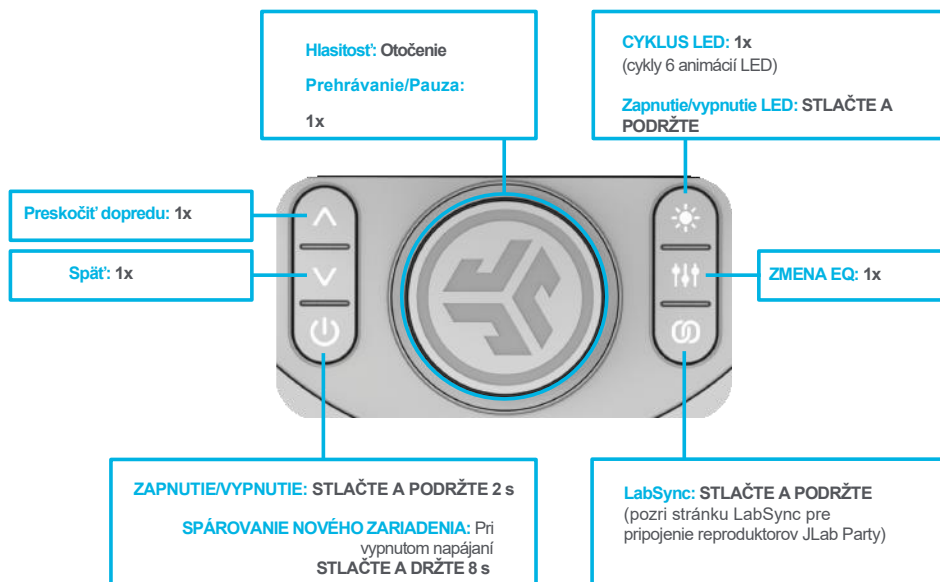 Hlasitosť: Otočenie
Prehrávanie/Pauza:
1x
CYKLUS LED: 1x
(cykly 6 animácií LED)
Zapnutie/vypnutie LED: STLAČTE A
PODRŽTE
Preskočiť dopredu: 1x
Späť: 1x
ZMENA EQ: 1x
ZAPNUTIE/VYPNUTIE: STLAČTE A PODRŽTE 2 s
SPÁROVANIE NOVÉHO ZARIADENIA: Pri
vypnutom napájaní
STLAČTE A DRŽTE 8 s
LabSync: STLAČTE A PODRŽTE
(pozri stránku LabSync pre
pripojenie reproduktorov JLab Party)